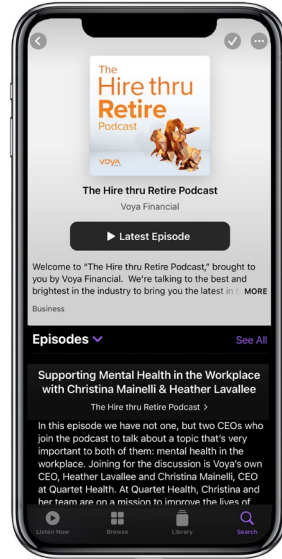 The
Hire thru
Retire
Podcast
VOYA
FINANCIAL
The Hire thru Retire Podcast
Voya Financial
Latest Episode
Welcome to "The Hire thru Retire Podcast," brought to
you by Voya Financial.  We're talking to the best and
brightest in the industry to bring you the latest in MORE
Business
Episodes
See All
Supporting Mental Health in the Workplace
with Christina Mainelli & Heather Lavallee
The Hire thru Retire Podcast >
In this episode we have not one, but two CEOs who
join the podcast to talk about a topic that's very
important to both of them: mental health in the
workplace. Joining for the discussion is Voya's own
CEO, Heather Lavallee and Christina Mainelli, CEO
at Quartet Health. At Quartet Health, Christina and
her team are on a mission to improve the lives of
Listen Now
Browse
Library
Search